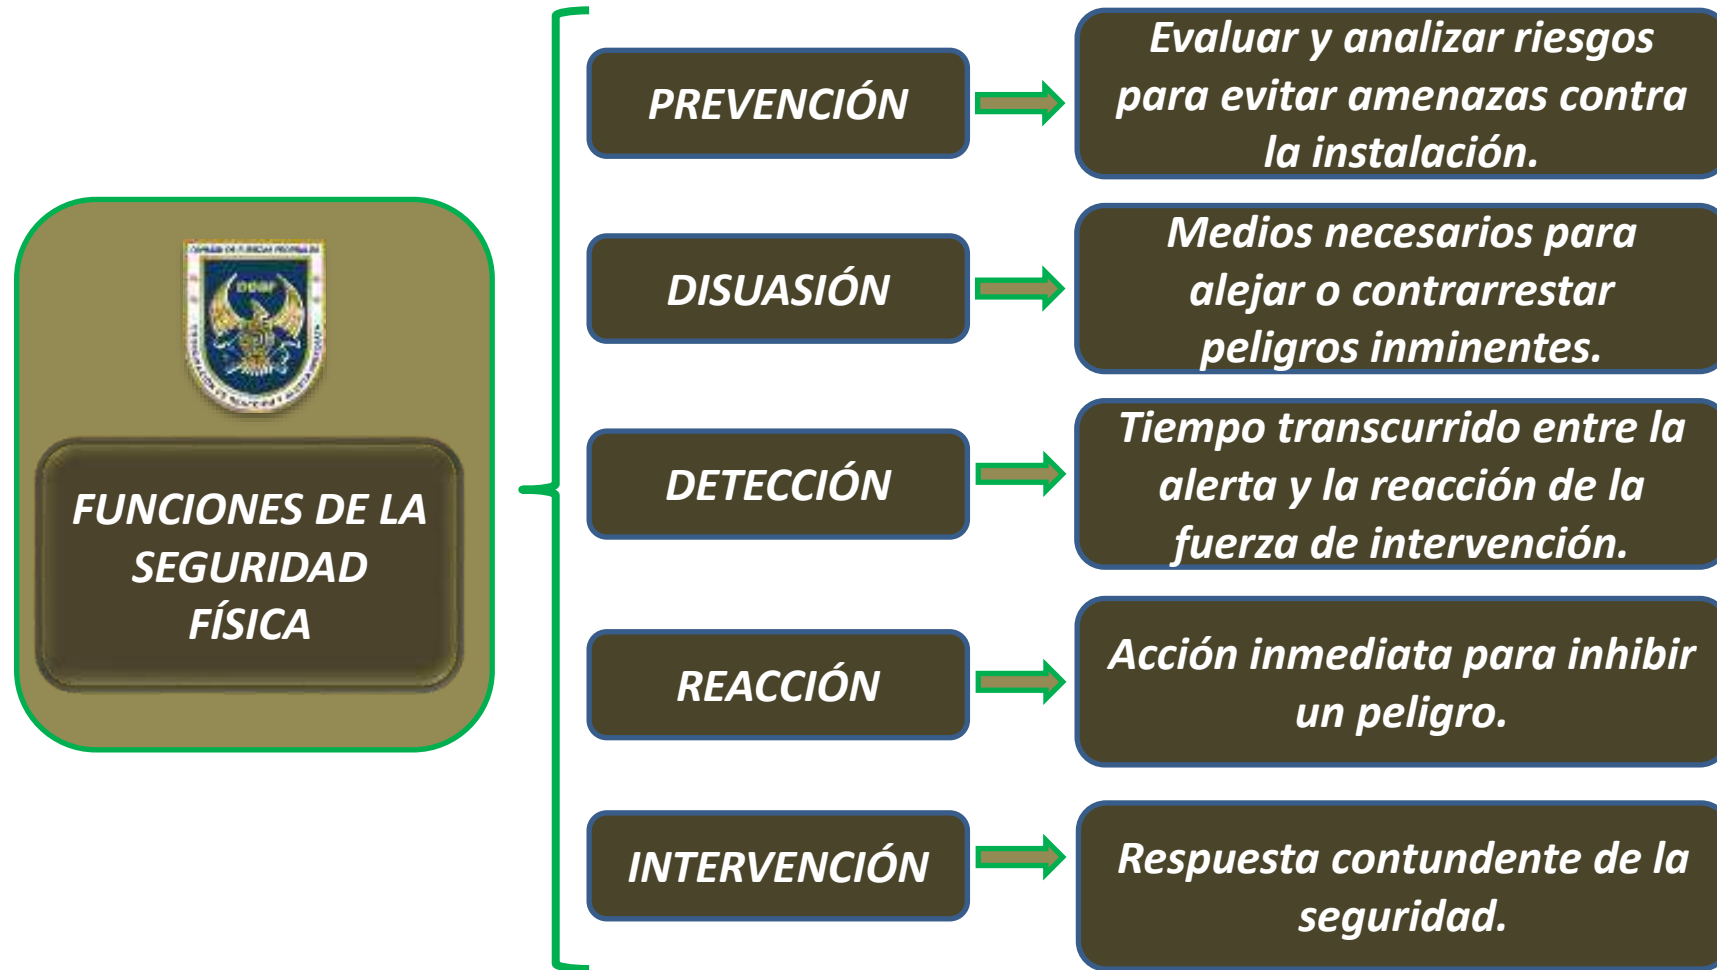 FUNCIONES DE LA
SEGURIDAD
FÍSICA
PREVENCIÓN
Evaluar y analizar riesgos
para evitar amenazas contra
la instalación.
DISUASIÓN
Medios necesarios para
alejar o contrarrestar
peligros inminentes.
DETECCIÓN
Tiempo transcurrido entre la
alerta y la reacción de la
fuerza de intervención.
REACCIÓN
Acción inmediata para inhibir
un peligro.
INTERVENCIÓN
Respuesta contundente de la
seguridad.